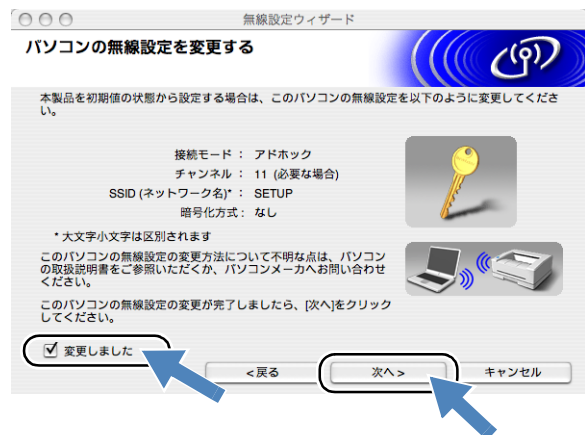 無線設定ウィザード
パソコンの無線設定を変更する
本製品を初期値の状態から設定する場合は、このパソコンの無線設定を以下のように変更してくださ
い。
接続モード： アドホック
チャンネル： 11 (必要な場合)
SSID (ネットワーク名)*： SETUP
暗号化方式： なし
* 大文字小文字は区別されます
このパソコンの無線設定の変更方法について不明な点は、パソコン
の取扱説明書をご参照いただくか、パソコンメーカへお問い合わせ
ください。
このパソコンの無線設定の変更が完了しましたら、[次へ]をクリック
してください。
変更しました
<戻る 次へ > キャンセル